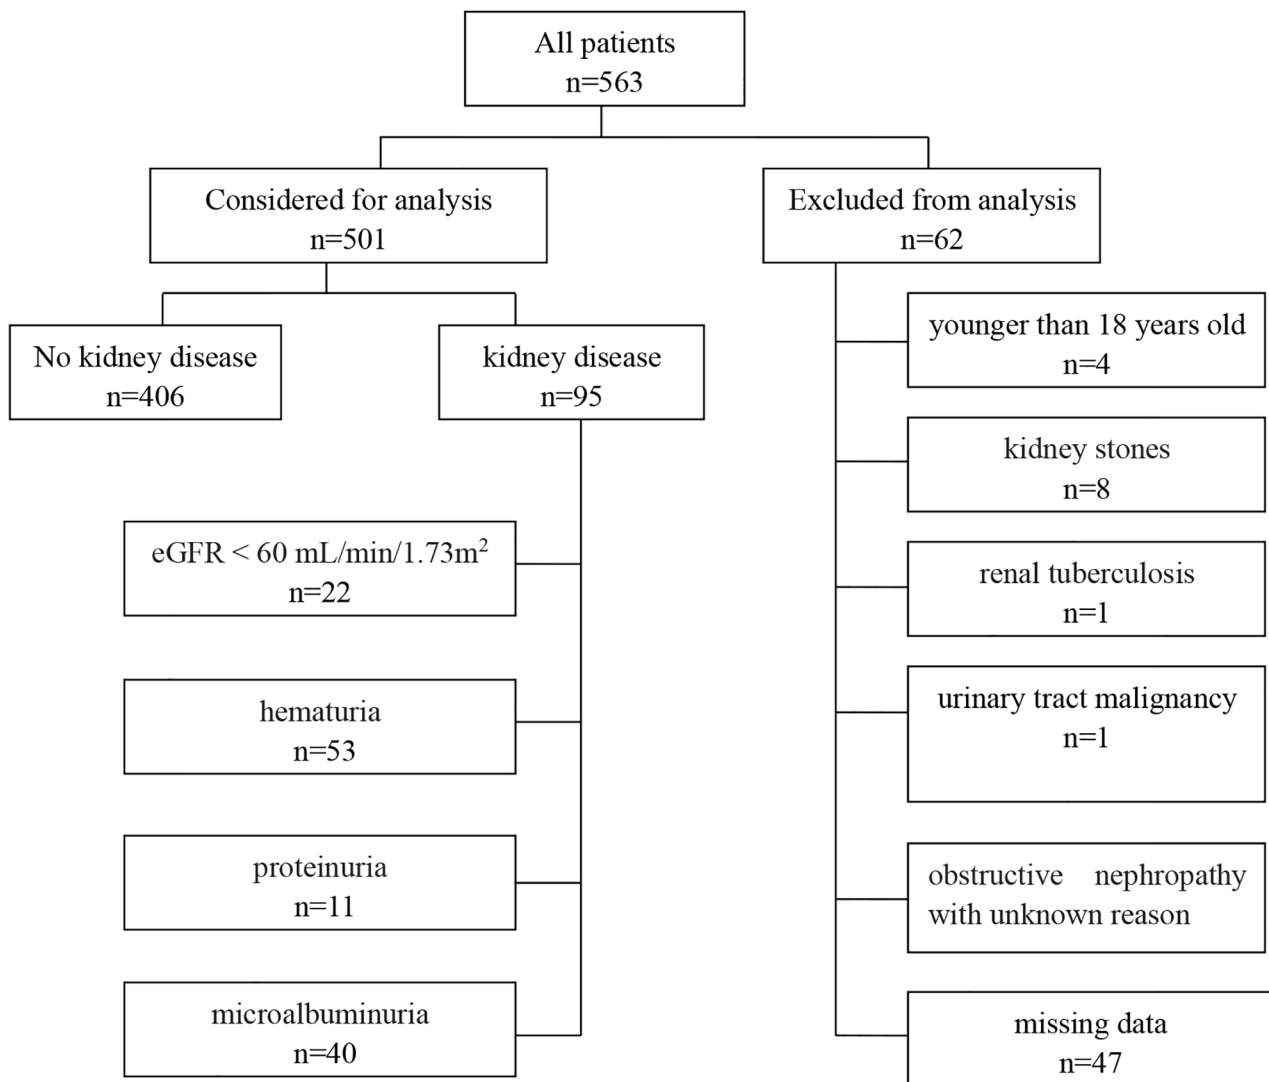 All patients
n=563
Considered for analysis
n=501
Excluded from analysis
n=62
No kidney disease
n=406
kidney disease
n=95
eGFR < 60 mL/min/1.73m²
n=22
hematuria
n=53
proteinuria
n=11
microalbuminuria
n=40
younger than 18 years old
n=4
kidney stones
n=8
renal tuberculosis
n=1
urinary tract malignancy
n=1
obstructive nephropathy
with unknown reason
missing data
n=47